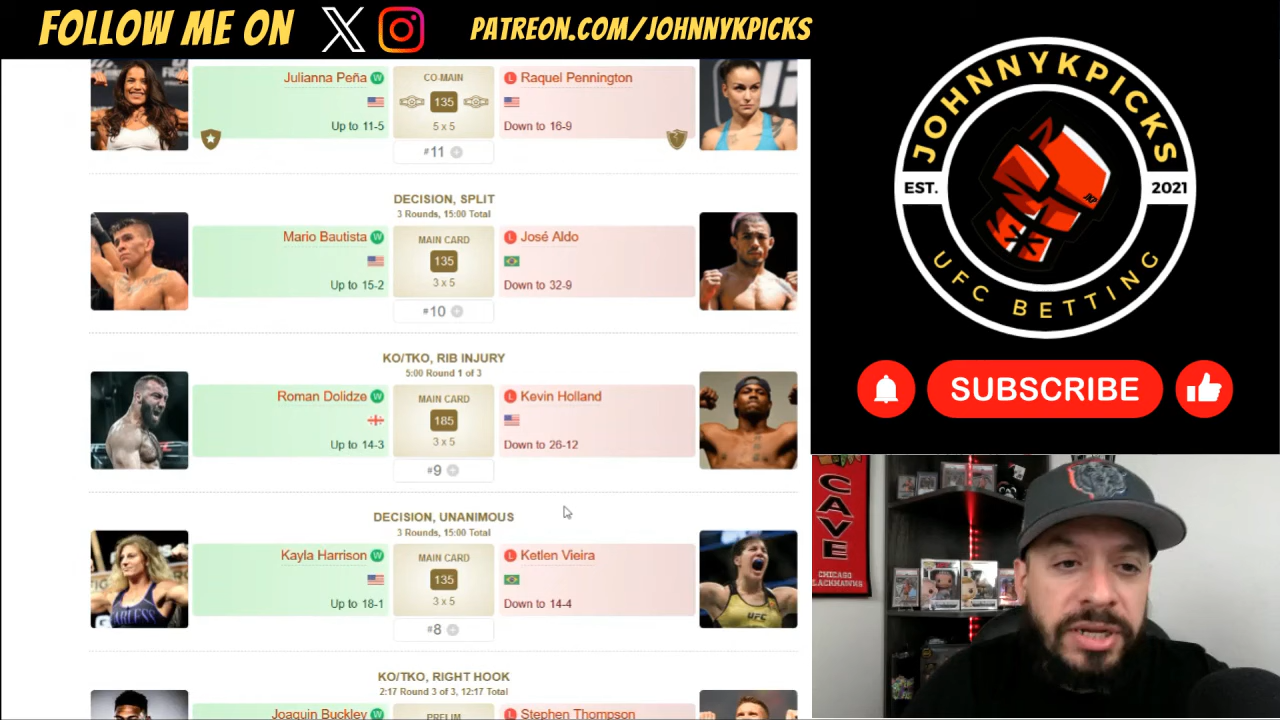 FOLLOW ME ON
PATREON.COM/JOHNNYKPICKS
Julianna Peña W
CO-MAIN
L Raquel Pennington
135
Up to 11-5
5 x 5
Down to 16-9
#11
DECISION, SPLIT
3 Rounds, 15:00 Total
Mario Bautista W
MAIN CARD
L José Aldo
135
Up to 15-2
3 x 5
Down to 32-9
#10
KO/TKO, RIB INJURY
5:00 Round 1 of 3
Roman Dolidze W
MAIN CARD
L Kevin Holland
185
Up to 14-3
3 x 5
Down to 26-12
#9
DECISION, UNANIMOUS
3 Rounds, 15:00 Total
Kayla Harrison W
MAIN CARD
L Ketlen Vieira
135
Up to 18-1
3 x 5
Down to 14-4
UFC
#8
KO/TKO, RIGHT HOOK
2:17 Round 3 of 3, 12:17 Total
Joaquin Buckley W
PRELIM
L Stephen Thompson
JOHNNYKPICKS
EST.
2021
JKP
UFC BETTING
SUBSCRIBE
CAVE
CHICAGO
BLACKHAWKS